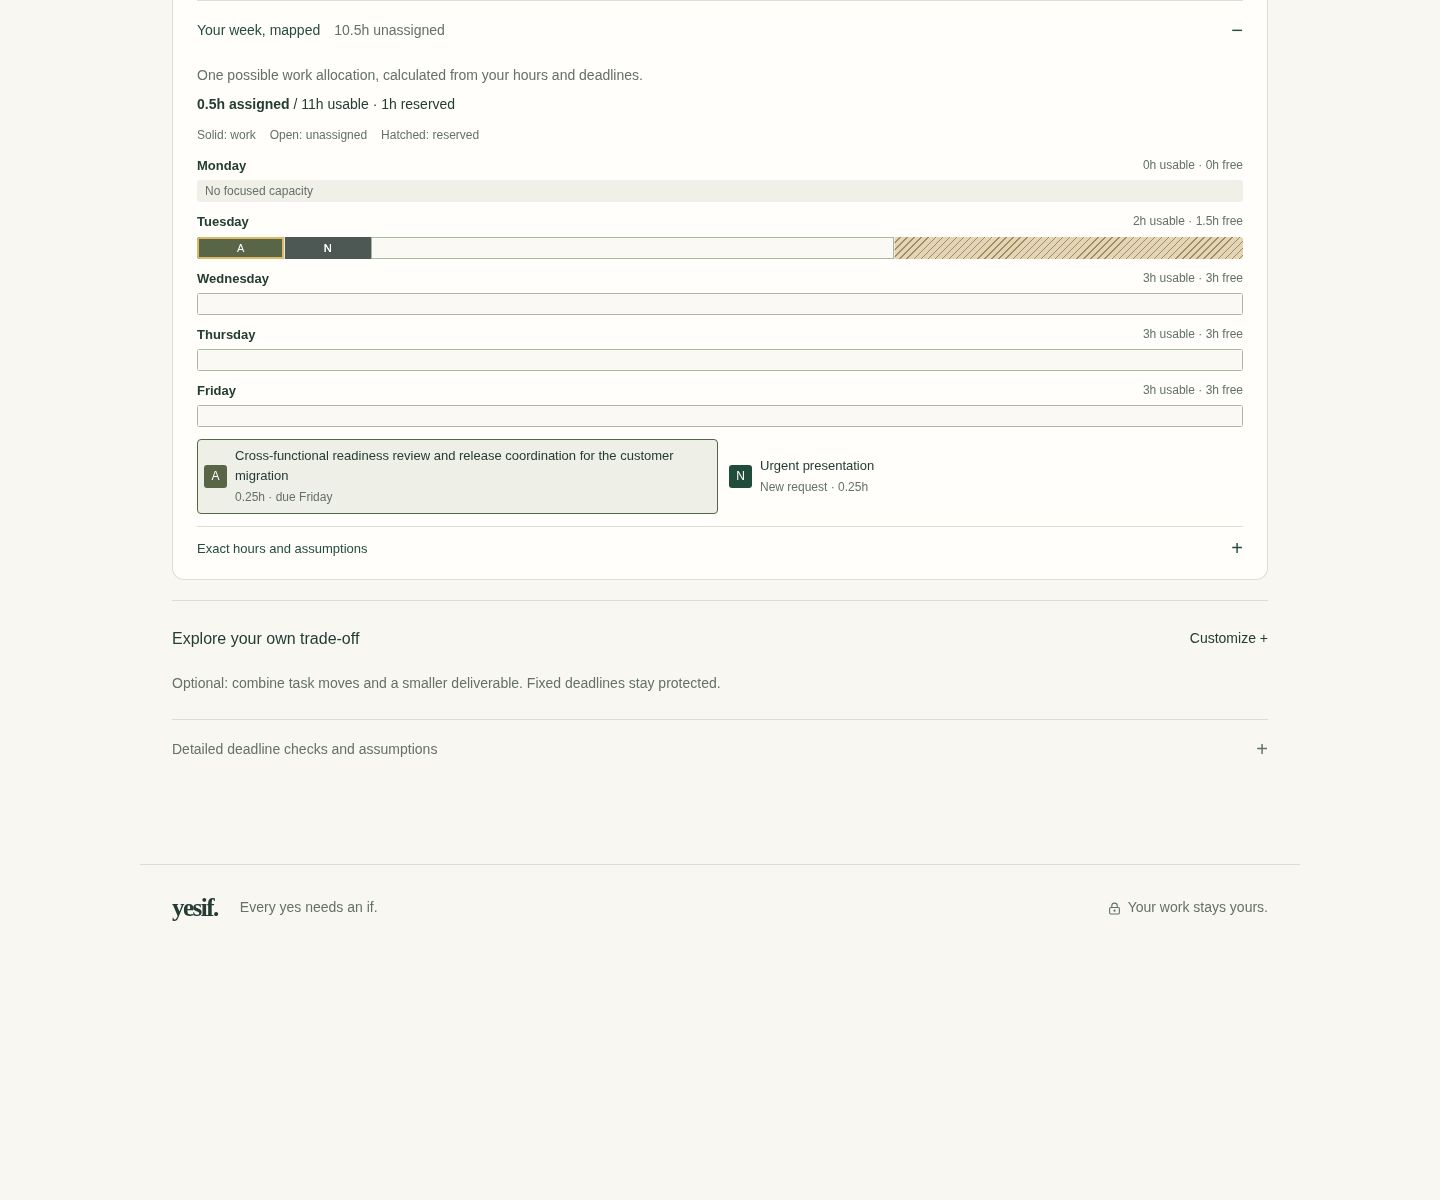 Your week, mapped 10.5h unassigned −
One possible work allocation, calculated from your hours and deadlines.
0.5h assigned / 11h usable · 1h reserved
Solid: work Open: unassigned Hatched: reserved
Monday 0h usable · 0h free
No focused capacity
Tuesday 2h usable · 1.5h free
A N
Wednesday 3h usable · 3h free
Thursday 3h usable · 3h free
Friday 3h usable · 3h free
A Cross-functional readiness review and release coordination for the customer
migration
0.25h · due Friday
N Urgent presentation
New request · 0.25h
Exact hours and assumptions +
Explore your own trade-off Customize +
Optional: combine task moves and a smaller deliverable. Fixed deadlines stay protected.
Detailed deadline checks and assumptions +
yesif. Every yes needs an if. Your work stays yours.